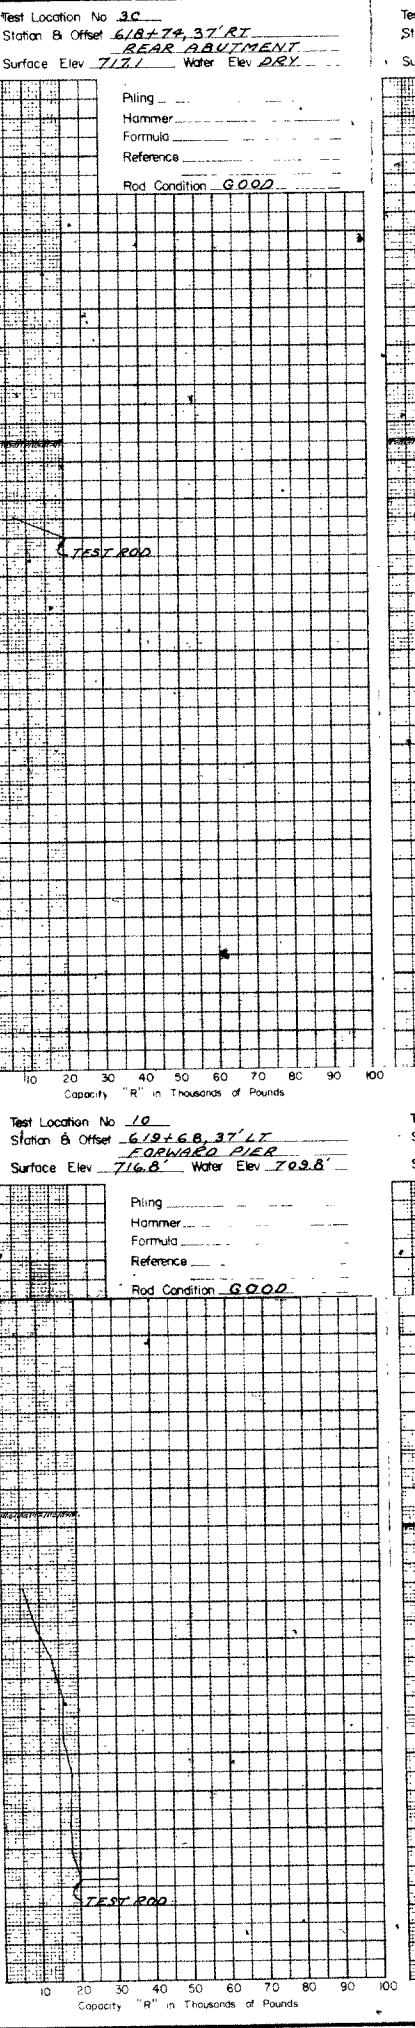 Test Location No 3C
Station & Offset 618+74, 37' RT
REAR ABUTMENT
Surface Elev 717.1 Water Elev DRY
Piling
Hammer
Formula
Reference
Rod Condition GOOD
TEST ROD
10 20 30 40 50 60 70 80 90 100
Capacity "R" in Thousands of Pounds
Test Location No 10
Station & Offset 619+68, 37' LT
FORWARD PIER
Surface Elev 716.8' Water Elev 709.8'
Piling
Hammer
Formula
Reference
Rod Condition GOOD
TEST ROD
10 20 30 40 50 60 70 80 90 100
Capacity "R" in Thousands of Pounds